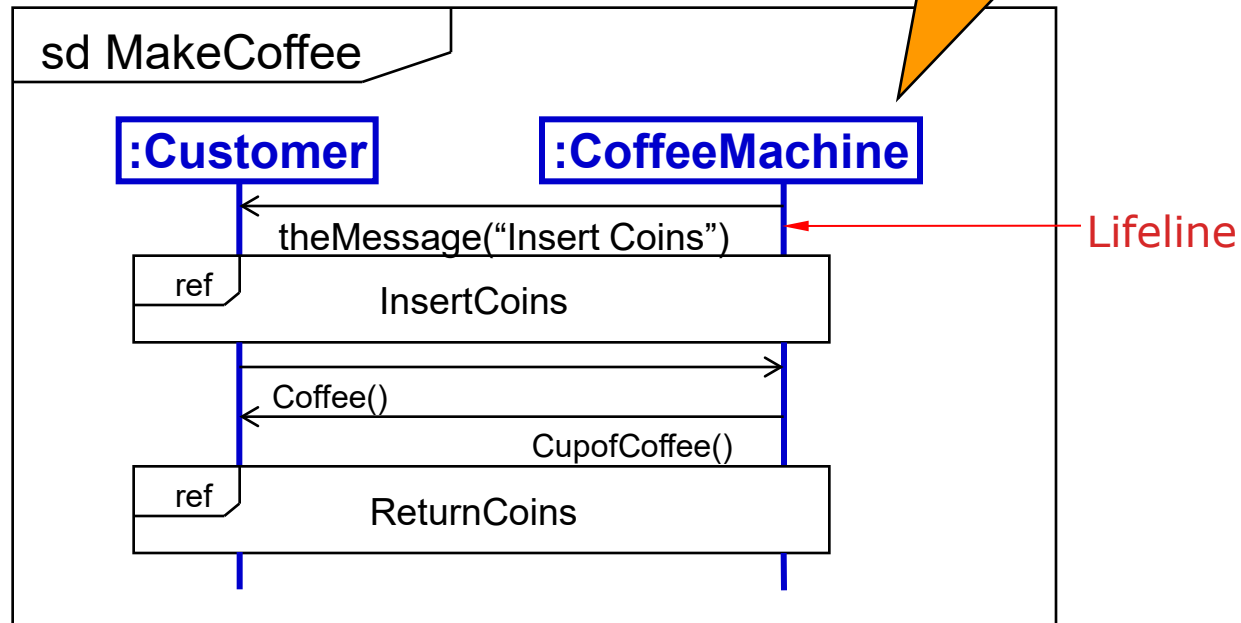 sd MakeCoffee
:Customer
:CoffeeMachine
theMessage(“Insert Coins”)
Lifeline
ref
InsertCoins
Coffee()
CupofCoffee()
ref
ReturnCoins